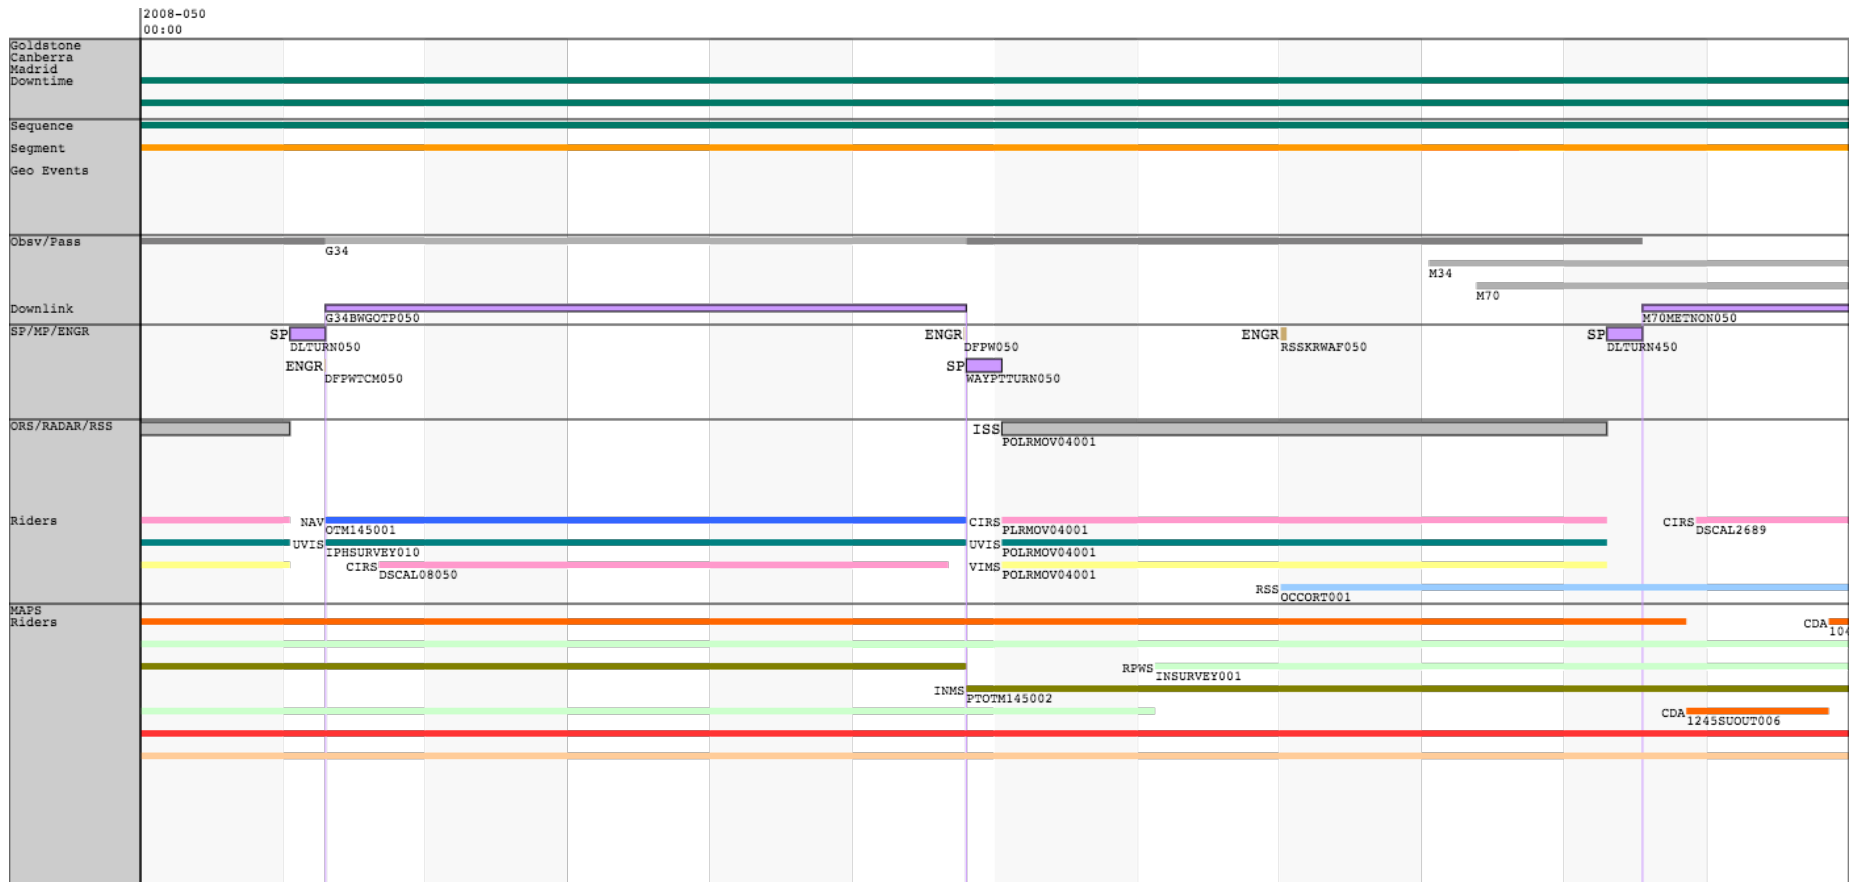 2008-050
00:00
Goldstone
Canberra
Madrid
Downtime
Sequence
Segment
Geo Events
Obsv/Pass
G34
M34
M70
Downlink
G34BWGOTP050
M70METNON050
SP/MP/ENGR
SP
DLTURN050
ENGR
DFPW050
ENGR
RSSKRWAF050
SP
DLTURN450
ENGR
DFPWTCM050
SP
WAYPTTURN050
ORS/RADAR/RSS
ISS
POLRMOV04001
Riders
NAV
OTM145001
CIRS
PLRMOV04001
CIRS
DSCAL2689
UVIS
IPHSURVEY010
UVIS
POLRMOV04001
CIRS
DSCAL08050
VIMS
POLRMOV04001
RSS
OCCORT001
MAPS
Riders
CDA
104
RPWS
INSURVEY001
INMS
PTOTM145002
CDA
1245SUOUT006